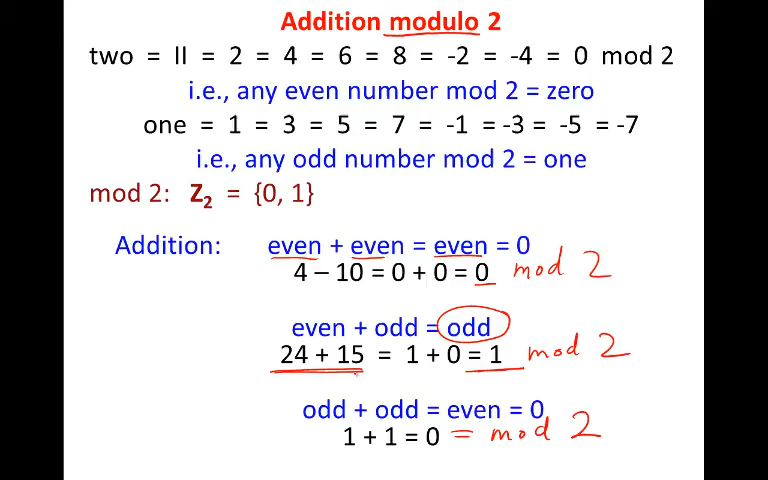 Addition modulo 2
two = II = 2 = 4 = 6 = 8 = -2 = -4 = 0 mod 2
i.e., any even number mod 2 = zero
one = 1 = 3 = 5 = 7 = -1 = -3 = -5 = -7
i.e., any odd number mod 2 = one
mod 2: Z₂ = {0, 1}
Addition: even + even = even = 0
4 – 10 = 0 + 0 = 0 mod 2
even + odd = odd
24 + 15 = 1 + 0 = 1 mod 2
odd + odd = even = 0
1 + 1 = 0 = mod 2